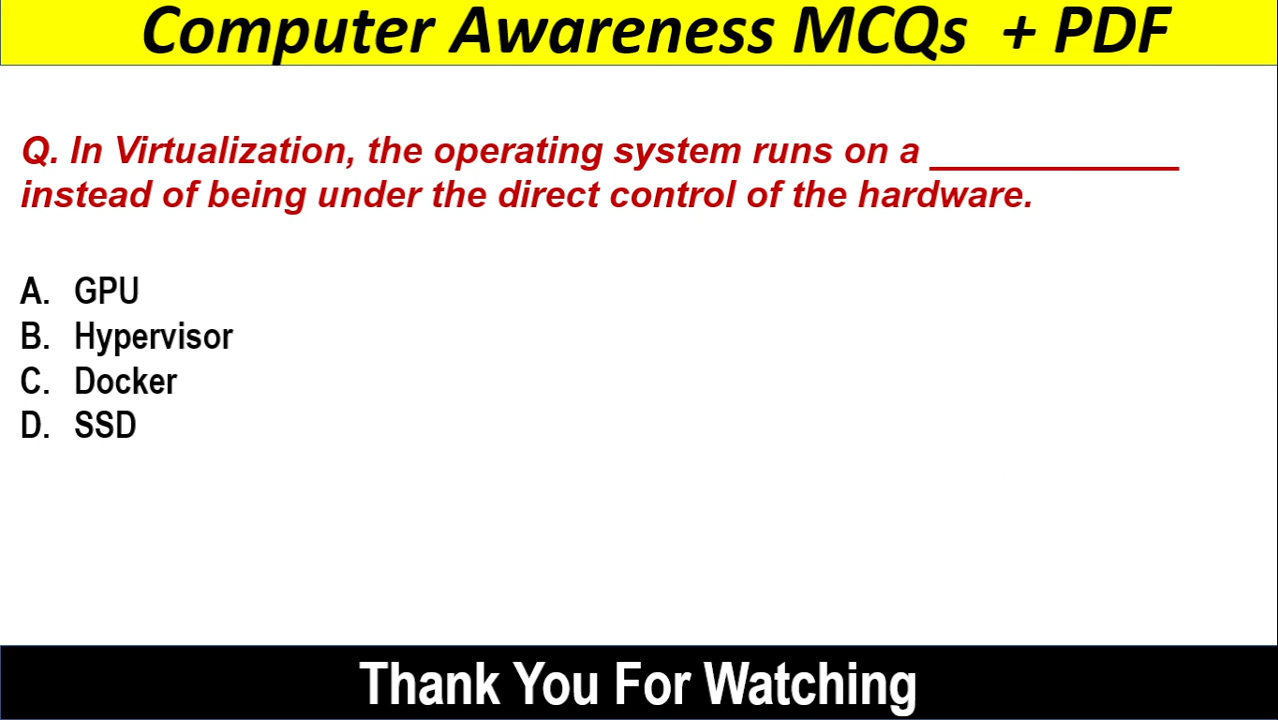 Computer Awareness MCQs + PDF
Q. In Virtualization, the operating system runs on a ____________
instead of being under the direct control of the hardware.
A. GPU
B. Hypervisor
C. Docker
D. SSD
Thank You For Watching